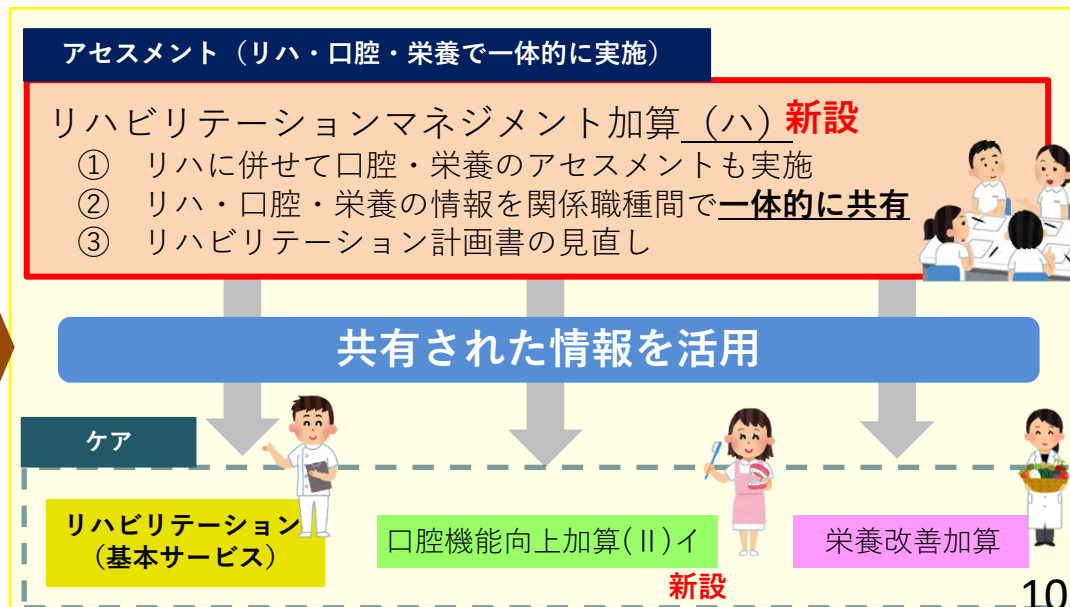 アセスメント（リハ・口腔・栄養で一体的に実施）
リハビリテーションマネジメント加算（ハ）新設
① リハに併せて口腔・栄養のアセスメントも実施
② リハ・口腔・栄養の情報を関係職種間で一体的に共有
③ リハビリテーション計画書の見直し
共有された情報を活用
ケア
リハビリテーション
（基本サービス）
口腔機能向上加算(Ⅱ)イ
新設
栄養改善加算
10